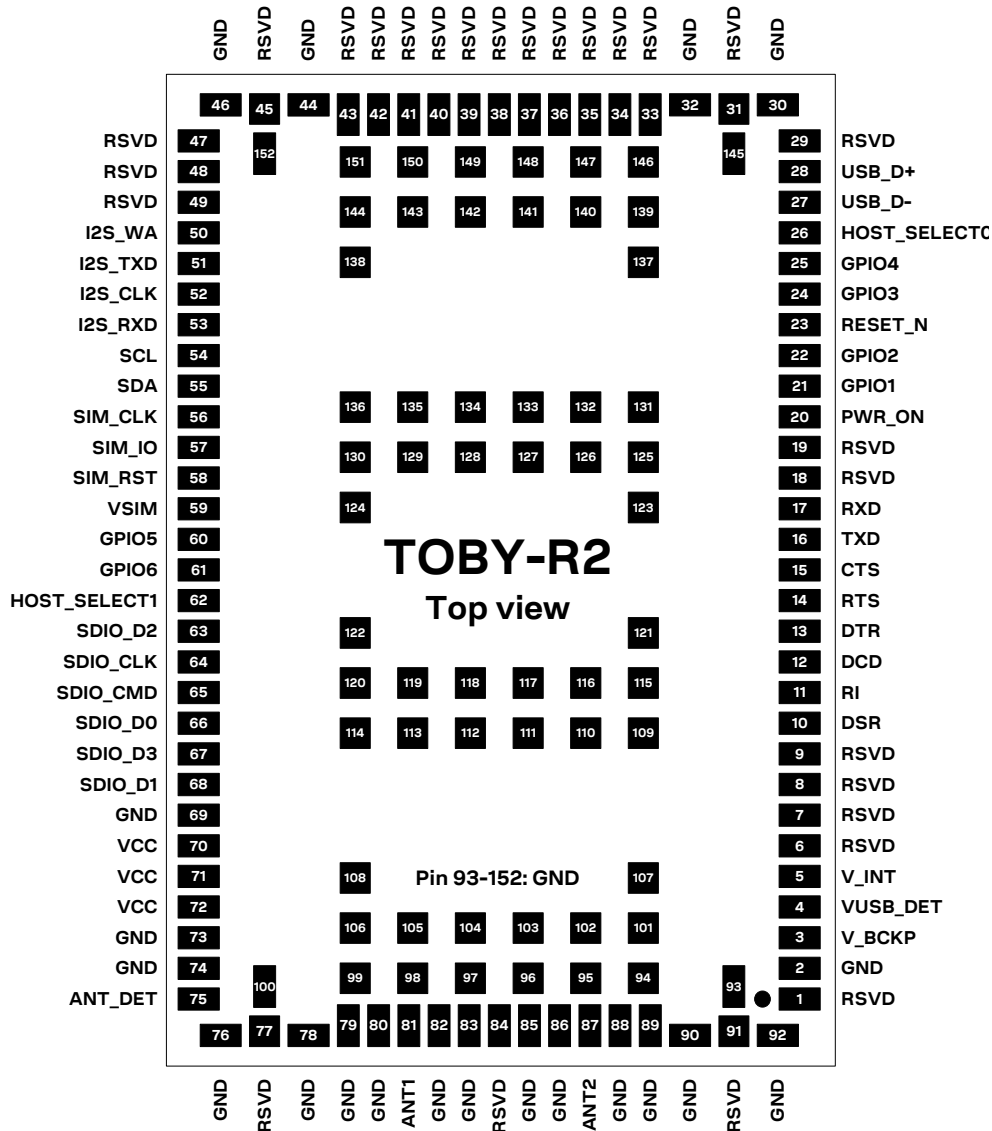 GND RSVD GND RSVD RSVD RSVD RSVD RSVD RSVD RSVD RSVD RSVD RSVD RSVD GND RSVD GND
46 45 44 43 42 41 40 39 38 37 36 35 34 33 32 31 30
RSVD 47 29 RSVD
152 151 150 149 148 147 146 145
RSVD 48 28 USB_D+
RSVD 49 27 USB_D-
144 143 142 141 140 139
I2S_WA 50 26 HOST_SELECT0
I2S_TXD 51 138 137 25 GPIO4
I2S_CLK 52 24 GPIO3
I2S_RXD 53 23 RESET_N
SCL 54 22 GPIO2
SDA 55 21 GPIO1
136 135 134 133 132 131
SIM_CLK 56 20 PWR_ON
SIM_IO 57 19 RSVD
130 129 128 127 126 125
SIM_RST 58 18 RSVD
VSIM 59 124 123 17 RXD
GPIO5 60 16 TXD
TOBY-R2
GPIO6 61 15 CTS
HOST_SELECT1 62 14 RTS
Top view
SDIO_D2 63 122 121 13 DTR
SDIO_CLK 64 12 DCD
120 119 118 117 116 115
SDIO_CMD 65 11 RI
SDIO_D0 66 10 DSR
114 113 112 111 110 109
SDIO_D3 67 9 RSVD
SDIO_D1 68 8 RSVD
GND 69 7 RSVD
VCC 70 6 RSVD
VCC 71 108 Pin 93-152: GND 107 5 V_INT
VCC 72 4 VUSB_DET
106 105 104 103 102 101
GND 73 3 V_BCKP
GND 74 2 GND
100 99 98 97 96 95 94 93
ANT_DET 75 1 RSVD
76 77 78 79 80 81 82 83 84 85 86 87 88 89 90 91 92
GND RSVD GND GND GND ANT1 GND GND RSVD GND GND ANT2 GND GND GND RSVD GND